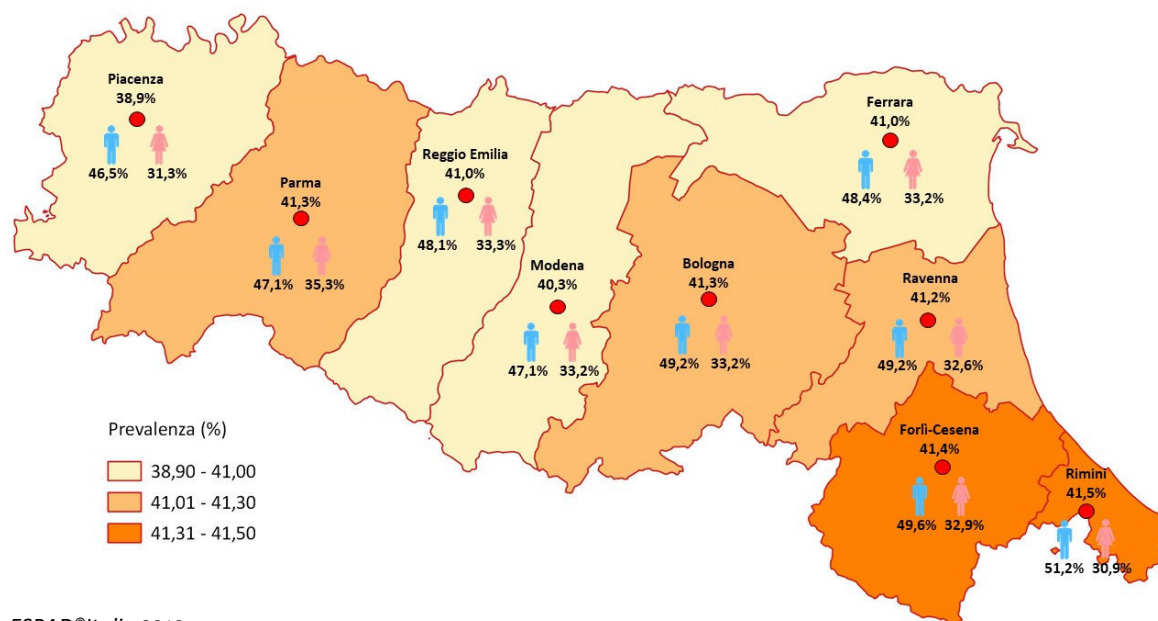 Piacenza
38,9%
46,5% 31,3%
Parma
41,3%
47,1% 35,3%
Reggio Emilia
41,0%
48,1% 33,3%
Modena
40,3%
47,1% 33,2%
Bologna
41,3%
49,2% 33,2%
Ferrara
41,0%
48,4% 33,2%
Ravenna
41,2%
49,2% 32,6%
Forlì-Cesena
41,4%
49,6% 32,9%
Rimini
41,5%
51,2% 30,9%
Prevalenza (%)
38,90 - 41,00
41,01 - 41,30
41,31 - 41,50